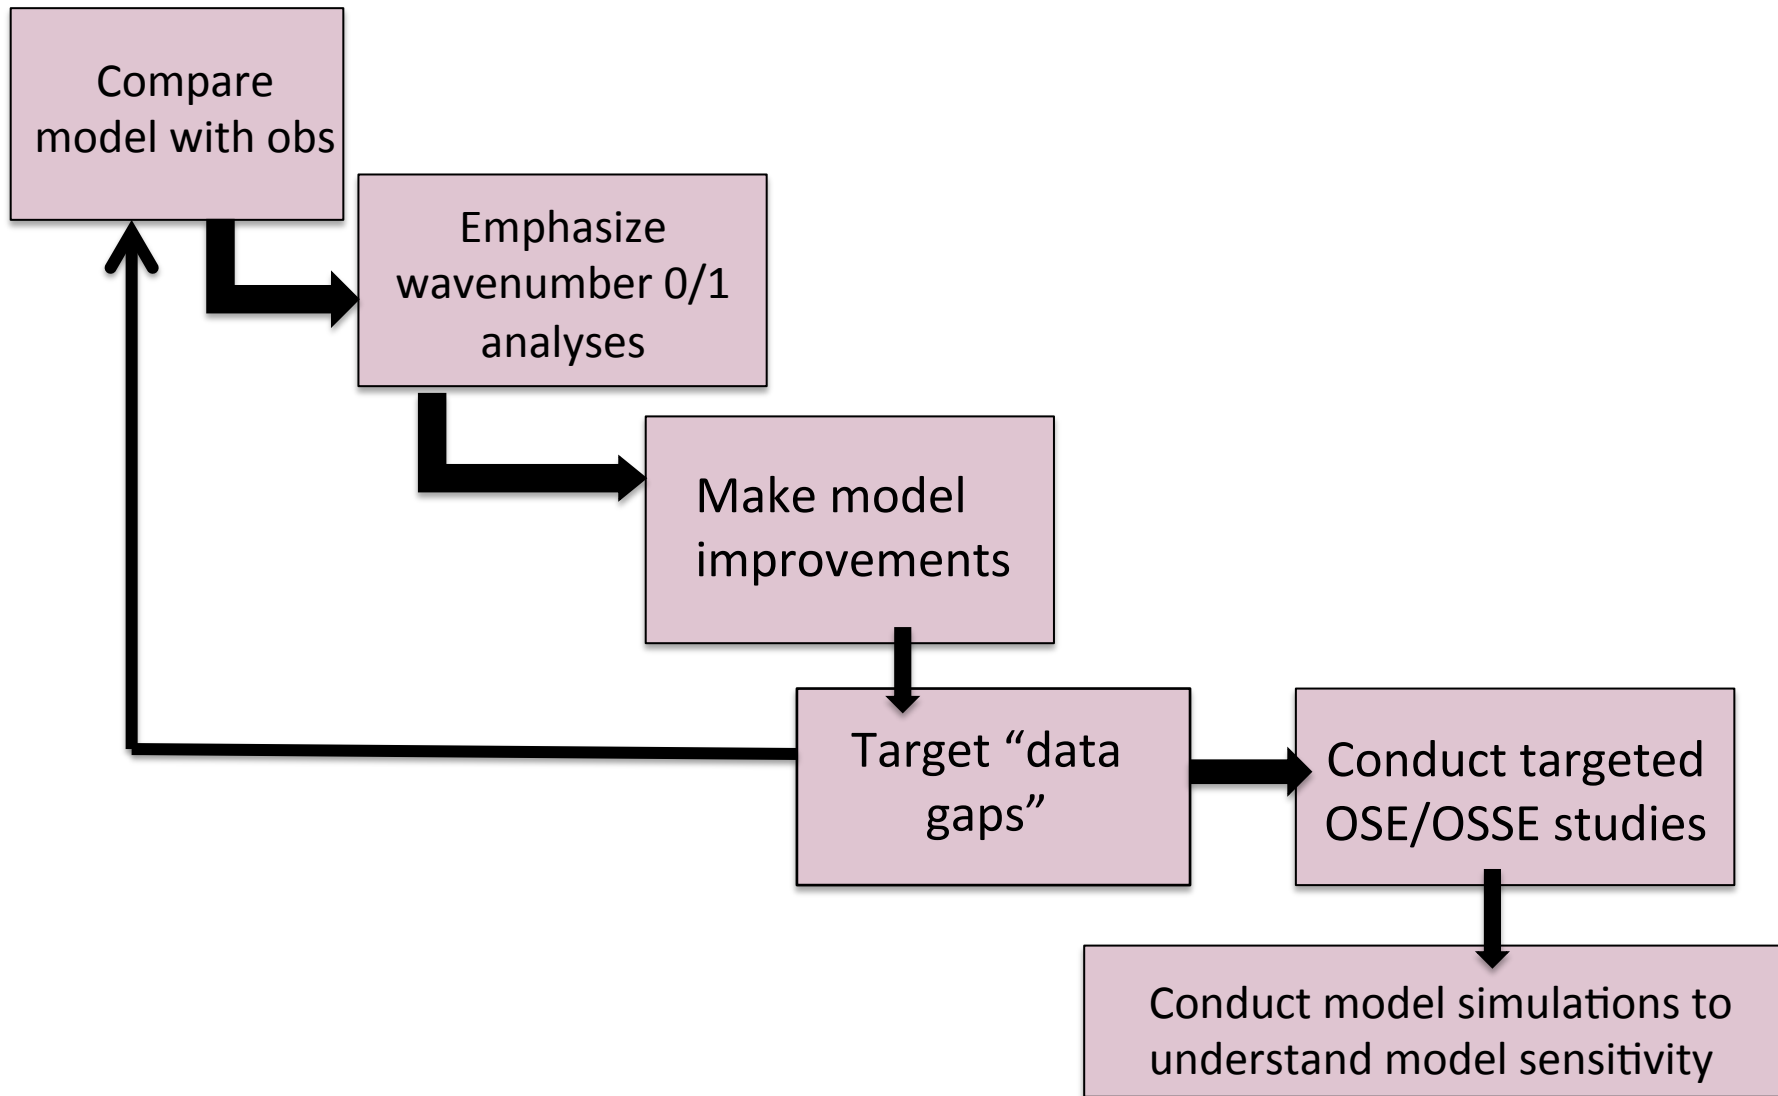 Compare
model with obs
Emphasize
wavenumber 0/1
analyses
Make model
improvements
Target “data
gaps”
Conduct targeted
OSE/OSSE studies
Conduct model simulations to
understand model sensitivity